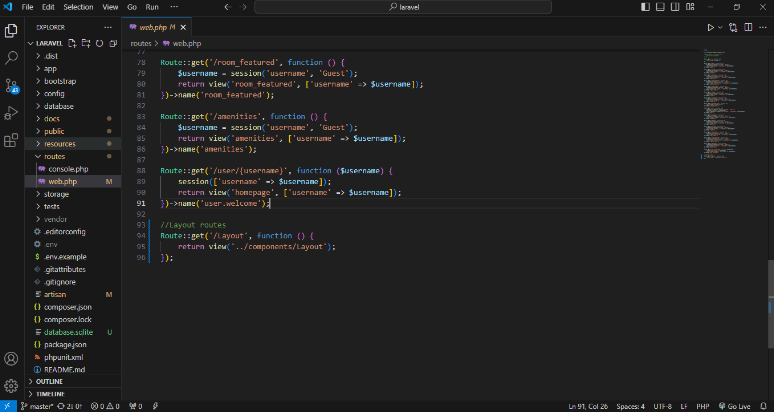 File Edit Selection View Go Run ··· laravel
EXPLORER ···
web.php M
LARAVEL
routes > web.php
.dist
app
bootstrap
config
database
docs
public
resources
routes
console.php
web.php M
storage
tests
vendor
.editorconfig
.env
.env.example
.gitattributes
.gitignore
artisan M
composer.json
composer.lock
database.sqlite U
package.json
phpunit.xml
README.md
OUTLINE
TIMELINE
43
77
78 Route::get('/room_featured', function () {
79 $username = session('username', 'Guest');
80 return view('room_featured', ['username' => $username]);
81 })->name('room_featured');
82
83 Route::get('/amenities', function () {
84 $username = session('username', 'Guest');
85 return view('amenities', ['username' => $username]);
86 })->name('amenities');
87
88 Route::get('/user/{username}', function ($username) {
89 session(['username' => $username]);
90 return view('homepage', ['username' => $username]);
91 })->name('user.welcome');
92
93 //Layout routes
94 Route::get('/Layout', function () {
95 return view('../components/Layout');
96 });
master* 2↓ 0↑ 0 0 0 Ln 91, Col 26 Spaces: 4 UTF-8 LF PHP Go Live